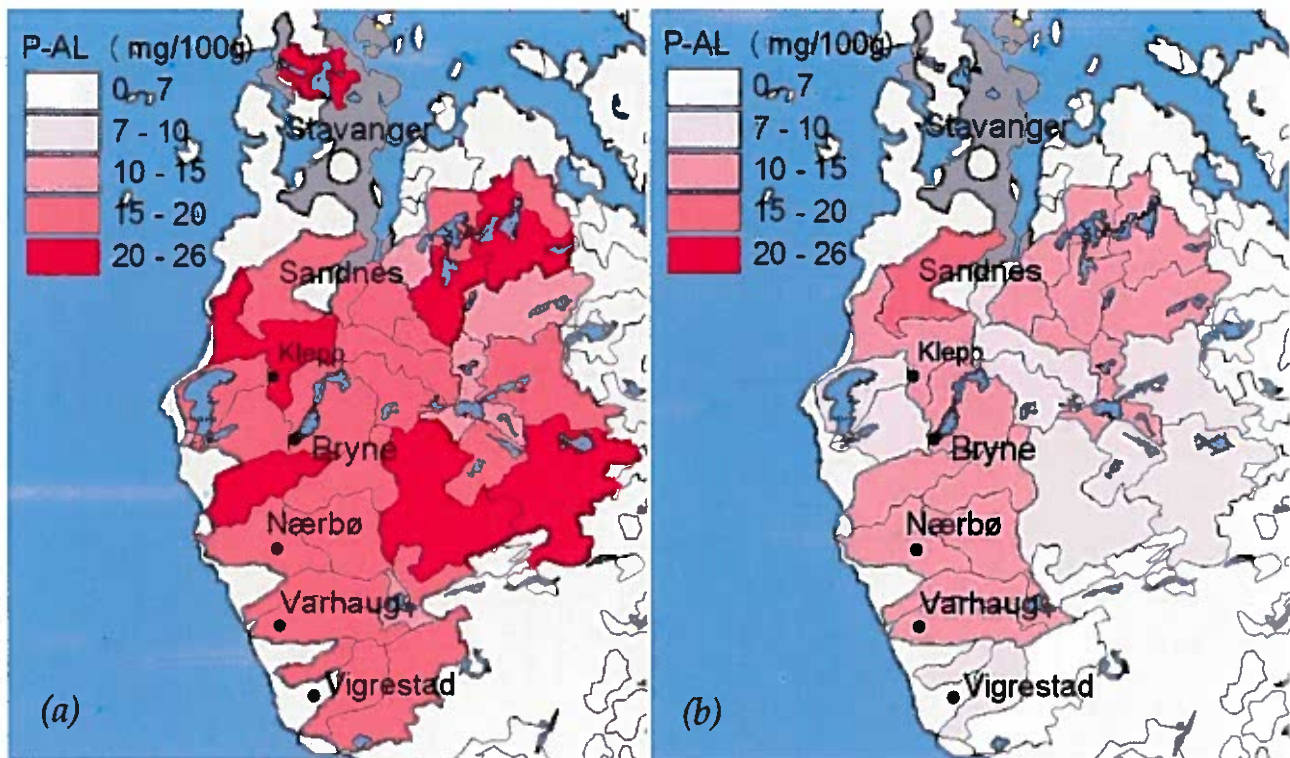 P-AL ( mg/100g)
0 - 7
7 - 10
10 - 15
15 - 20
20 - 26
Stavanger
Sandnes
Klepp
Bryne
Nærbø
Varhaug
Vigrestad
(a)
P-AL ( mg/100g)
0 - 7
7 - 10
10 - 15
15 - 20
20 - 26
Stavanger
Sandnes
Klepp
Bryne
Nærbø
Varhaug
Vigrestad
(b)